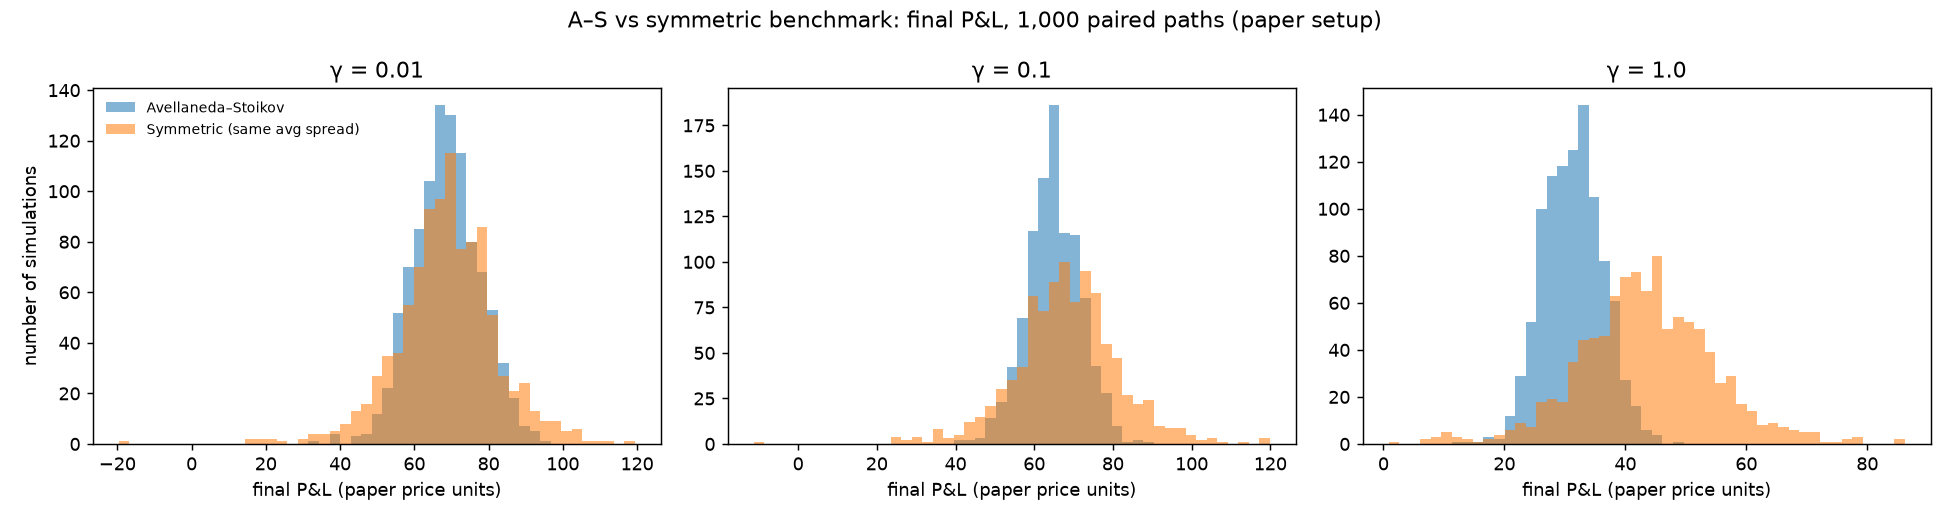 A–S vs symmetric benchmark: final P&L, 1,000 paired paths (paper setup)
γ = 0.01
γ = 0.1
γ = 1.0
Avellaneda–Stoikov
Symmetric (same avg spread)
number of simulations
140
120
100
80
60
40
20
0
−20 0 20 40 60 80 100 120
final P&L (paper price units)
175
150
125
100
75
50
25
0
0 20 40 60 80 100 120
final P&L (paper price units)
140
120
100
80
60
40
20
0
0 20 40 60 80
final P&L (paper price units)